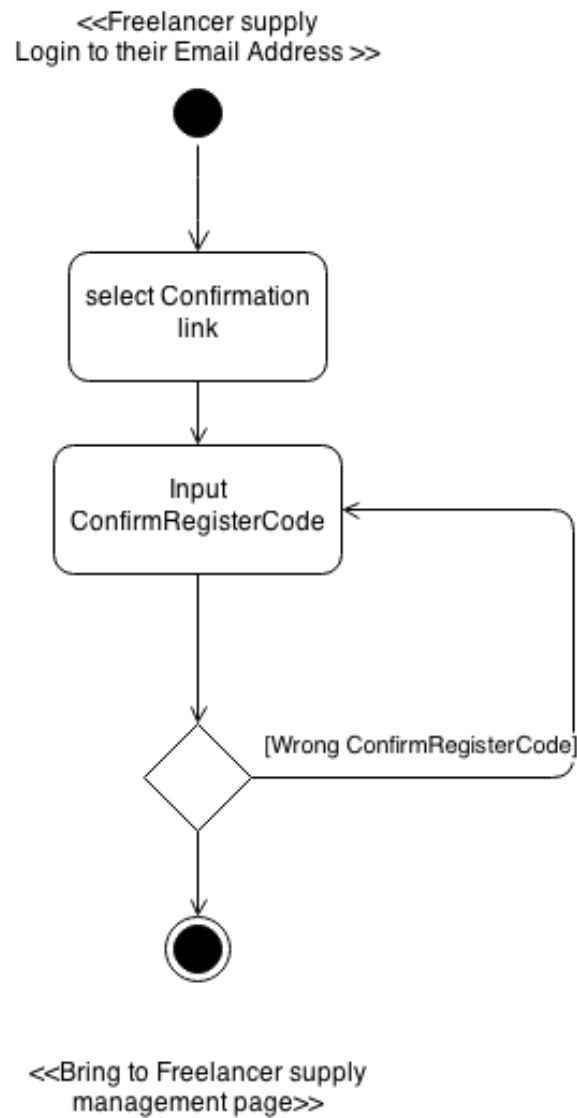 <<Freelancer supply
Login to their Email Address >>
select Confirmation
link
Input
ConfirmRegisterCode
[Wrong ConfirmRegisterCode]
<<Bring to Freelancer supply
management page>>